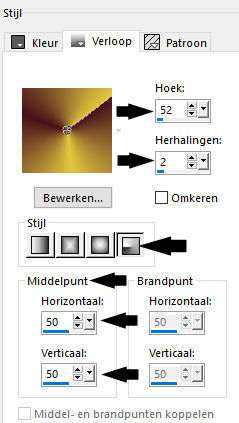 Stijl
Kleur Verloop Patroon
Hoek:
52
Herhalingen:
2
Bewerken...
Omkeren
Stijl
Middelpunt Brandpunt
Horizontaal: Horizontaal:
50 50
Verticaal: Verticaal:
50 50
Middel- en brandpunten koppelen